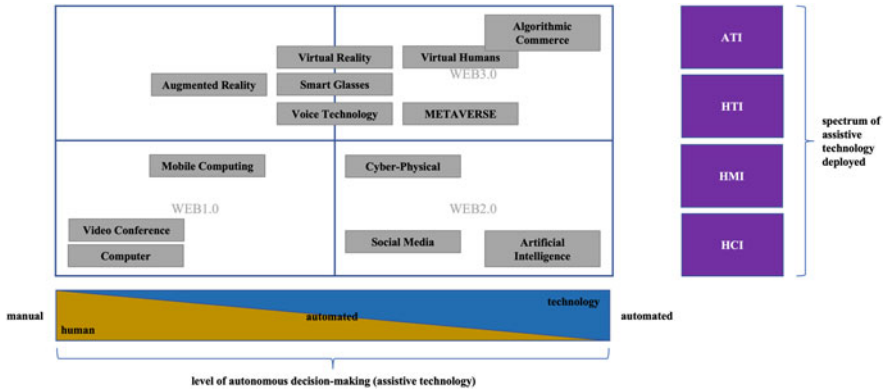 Algorithmic
Commerce
Virtual Reality
Virtual Humans
WEB3.0
Augmented Reality
Smart Glasses
Voice Technology
METAVERSE
Mobile Computing
Cyber-Physical
WEB1.0
WEB2.0
Video Conference
Computer
Social Media
Artificial
Intelligence
ATI
HTI
HMI
HCI
spectrum of
assistive
technology
deployed
manual
technology
automated
human
automated
level of autonomous decision-making (assistive technology)